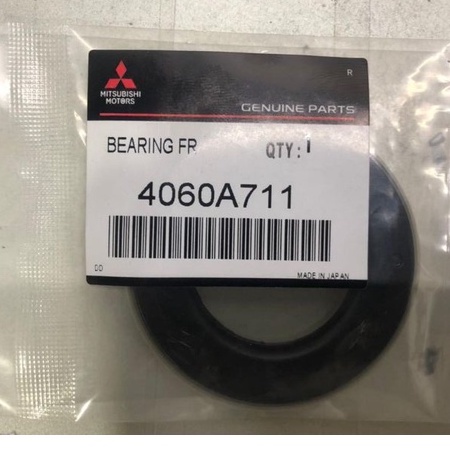 R
MITSUBISHI
MOTORS
GENUINE PARTS
BEARING FR QTY: 1
4060A711
DD MADE IN JAPAN